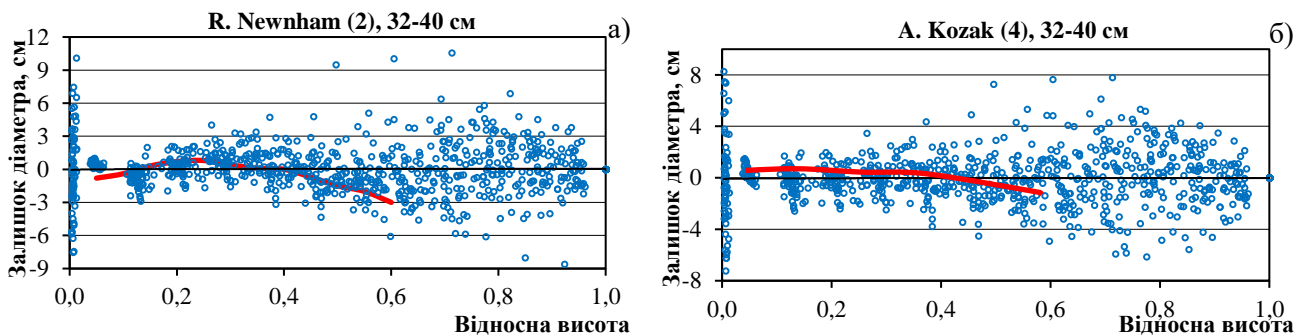 R. Newnham (2), 32-40 см
а)
Залишок діаметра, см
12
9
6
3
0
-3
-6
-9
0,0 0,2 0,4 0,6 0,8 1,0
Відносна висота
A. Kozak (4), 32-40 см
б)
Залишок діаметра, см
8
4
0
-4
-8
0,0 0,2 0,4 0,6 0,8 1,0
Відносна висота